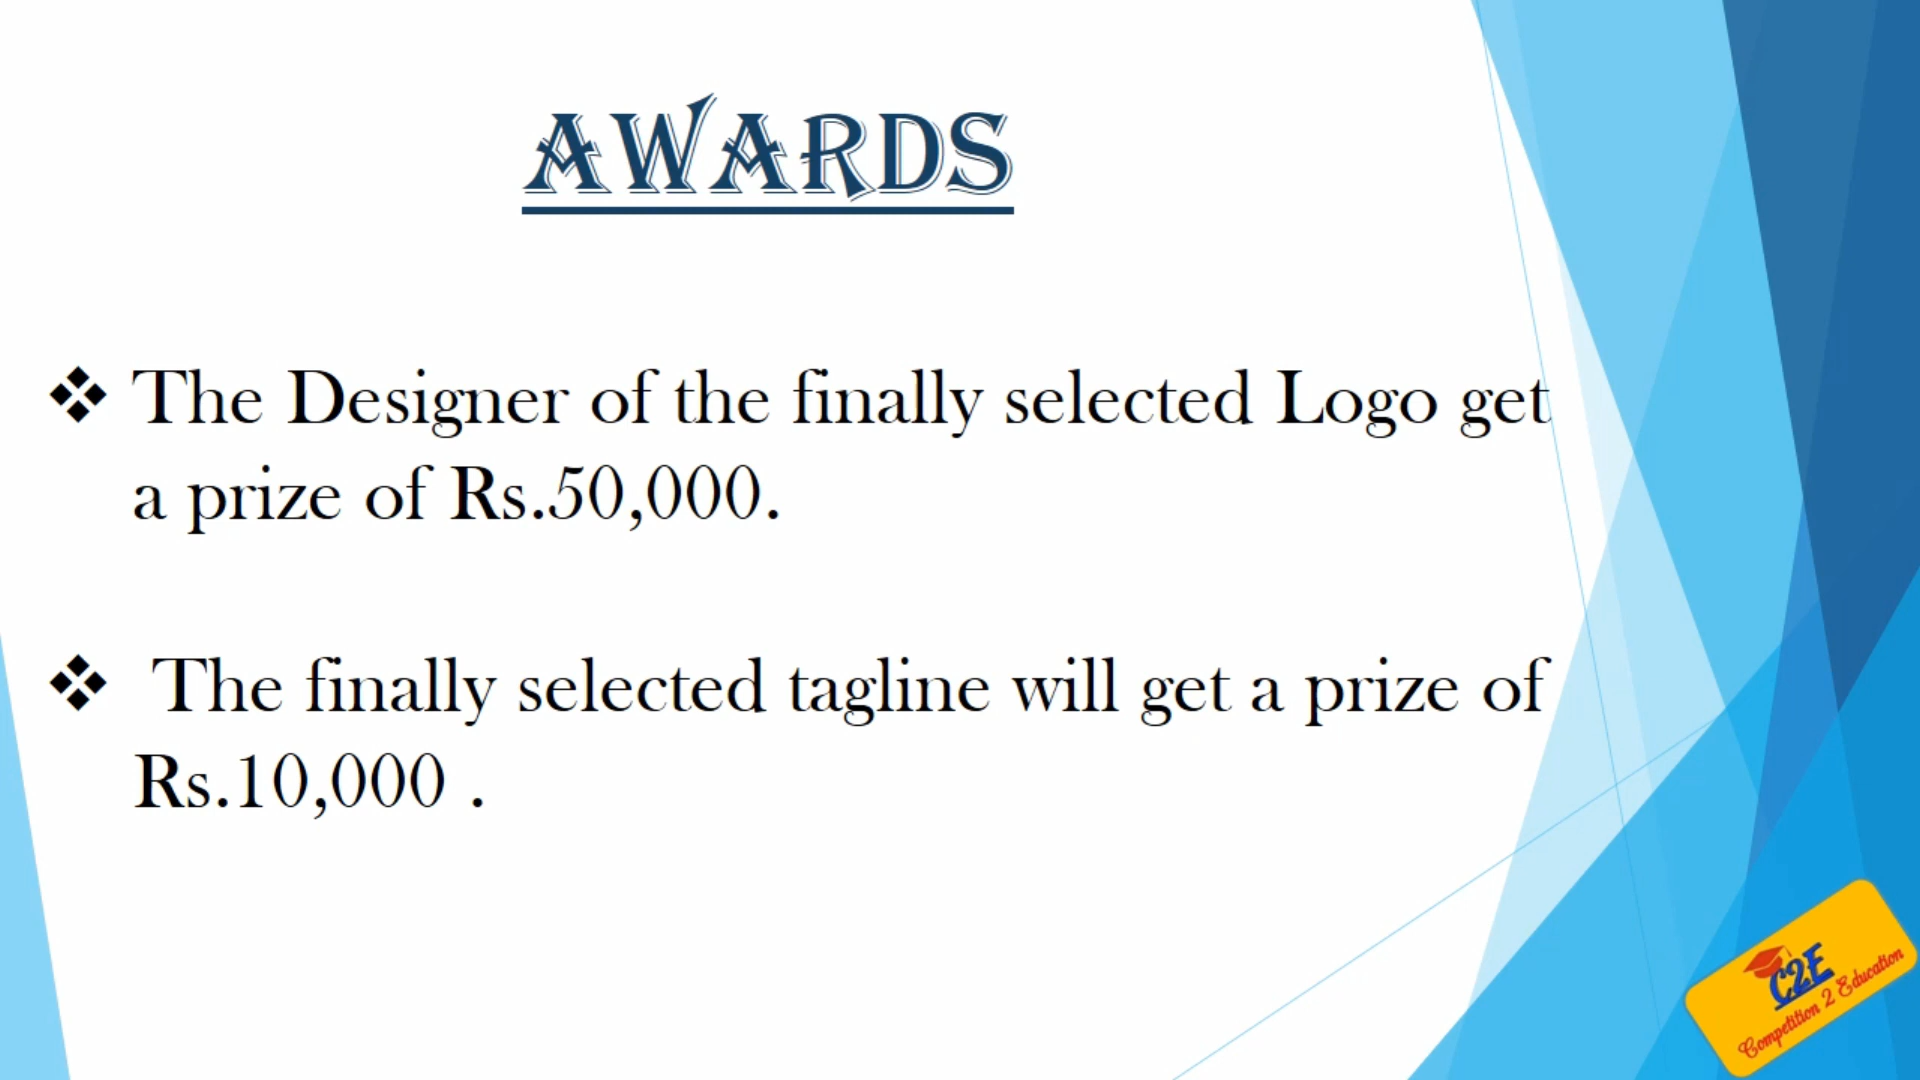 AWARDS
❖ The Designer of the finally selected Logo get
a prize of Rs.50,000.
❖ The finally selected tagline will get a prize of
Rs.10,000 .
C2E
Competition 2 Education